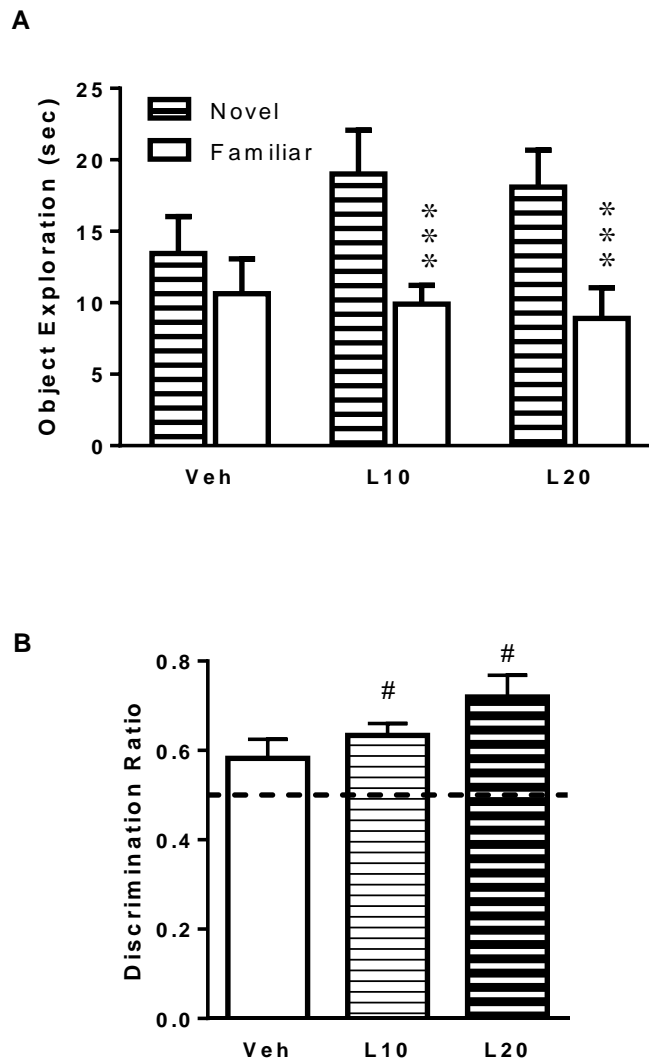 A
Object Exploration (sec)
25
20
15
10
5
0
Novel
Familiar
***
***
Veh L10 L20
B
Discrimination Ratio
0.8
0.6
0.4
0.2
0.0
#
#
Veh L10 L20